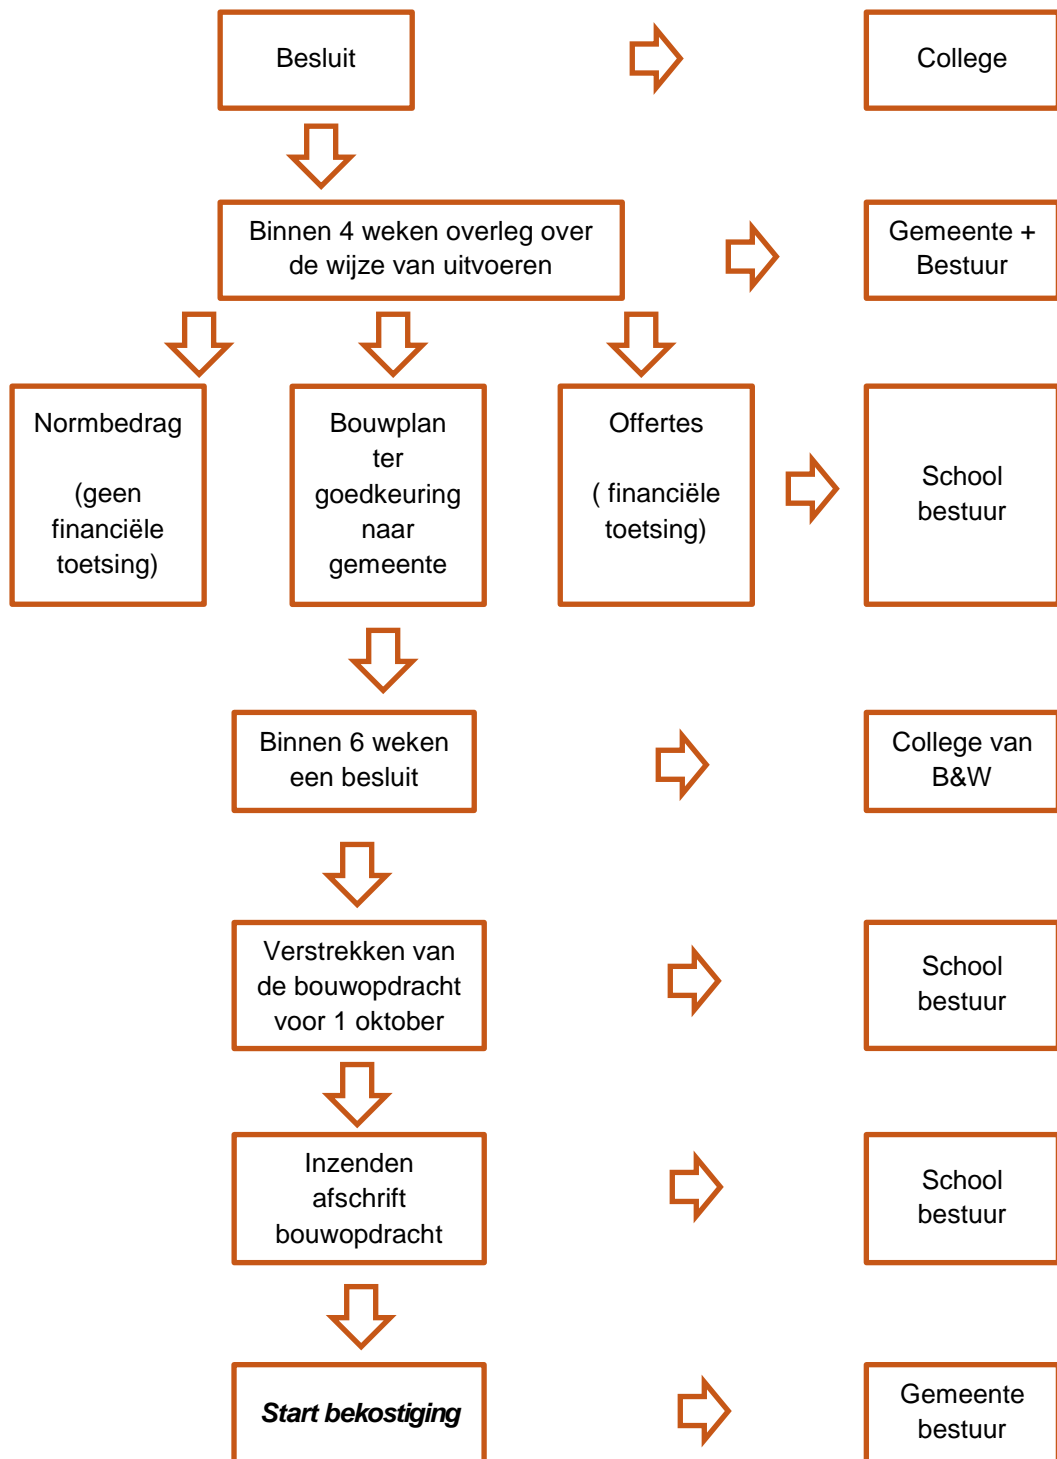 Besluit
College
Binnen 4 weken overleg over
de wijze van uitvoeren
Gemeente +
Bestuur
Normbedrag
(geen
financiële
toetsing)
Bouwplan
ter
goedkeuring
naar
gemeente
Offertes
( financiële
toetsing)
School
bestuur
Binnen 6 weken
een besluit
College van
B&W
Verstrekken van
de bouwopdracht
voor 1 oktober
School
bestuur
Inzenden
afschrift
bouwopdracht
School
bestuur
Start bekostiging
Gemeente
bestuur